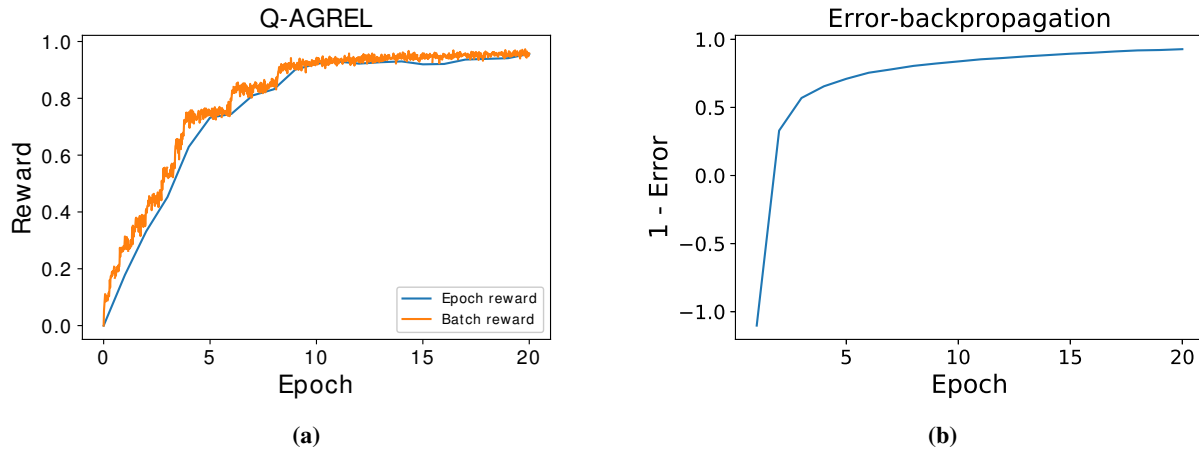 Q-AGREL
1.0
0.8
0.6
0.4
0.2
0.0
Reward
Epoch reward
Batch reward
0 5 10 15 20
Epoch
(a)
Error-backpropagation
1.0
0.5
0.0
−0.5
−1.0
1 - Error
5 10 15 20
Epoch
(b)